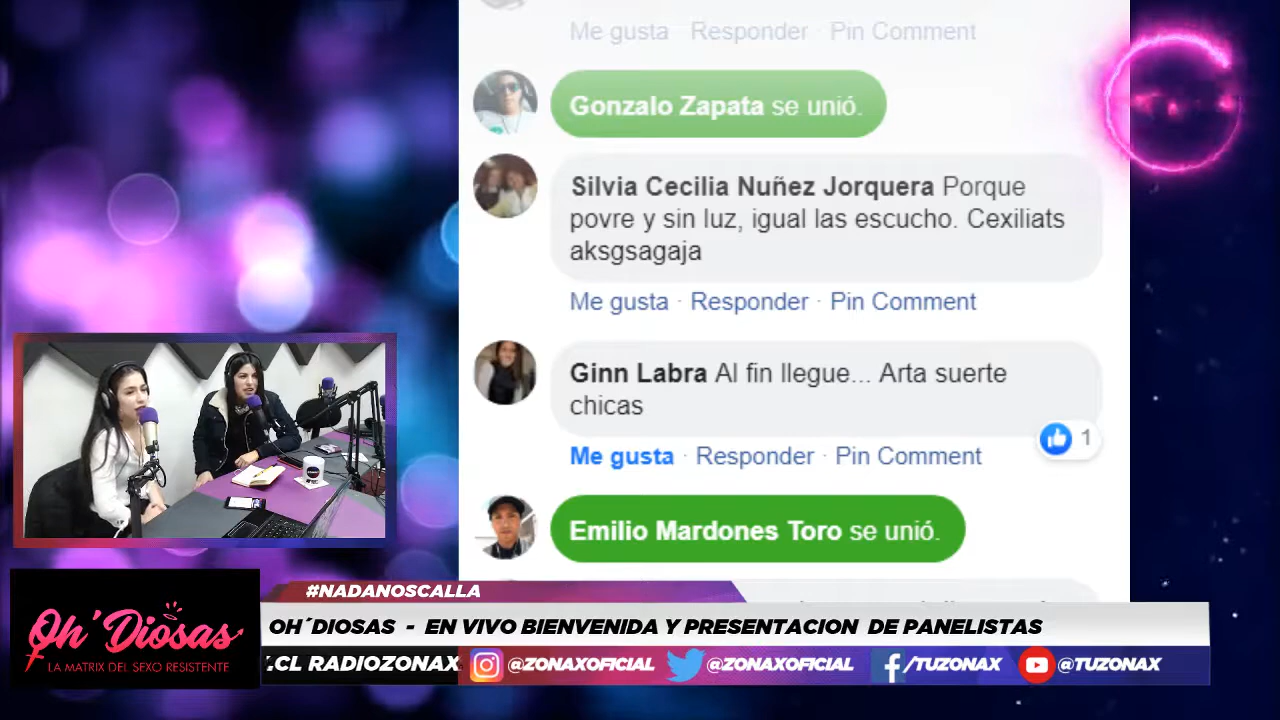 Me gusta Responder Pin Comment
Gonzalo Zapata se unió.
Silvia Cecilia Nuñez Jorquera Porque
povre y sin luz, igual las escucho. Cexiliats
aksgsagaja
Me gusta · Responder · Pin Comment
Ginn Labra Al fin llegue... Arta suerte
chicas
1
Me gusta · Responder · Pin Comment
Emilio Mardones Toro se unió.
#NADANOSCALLA
OH´DIOSAS - EN VIVO BIENVENIDA Y PRESENTACION DE PANELISTAS
Oh'Diosas
LA MATRIX DEL SEXO RESISTENTE
.CL RADIOZONAX @ZONAXOFICIAL @ZONAXOFICIAL /TUZONAX @TUZONAX